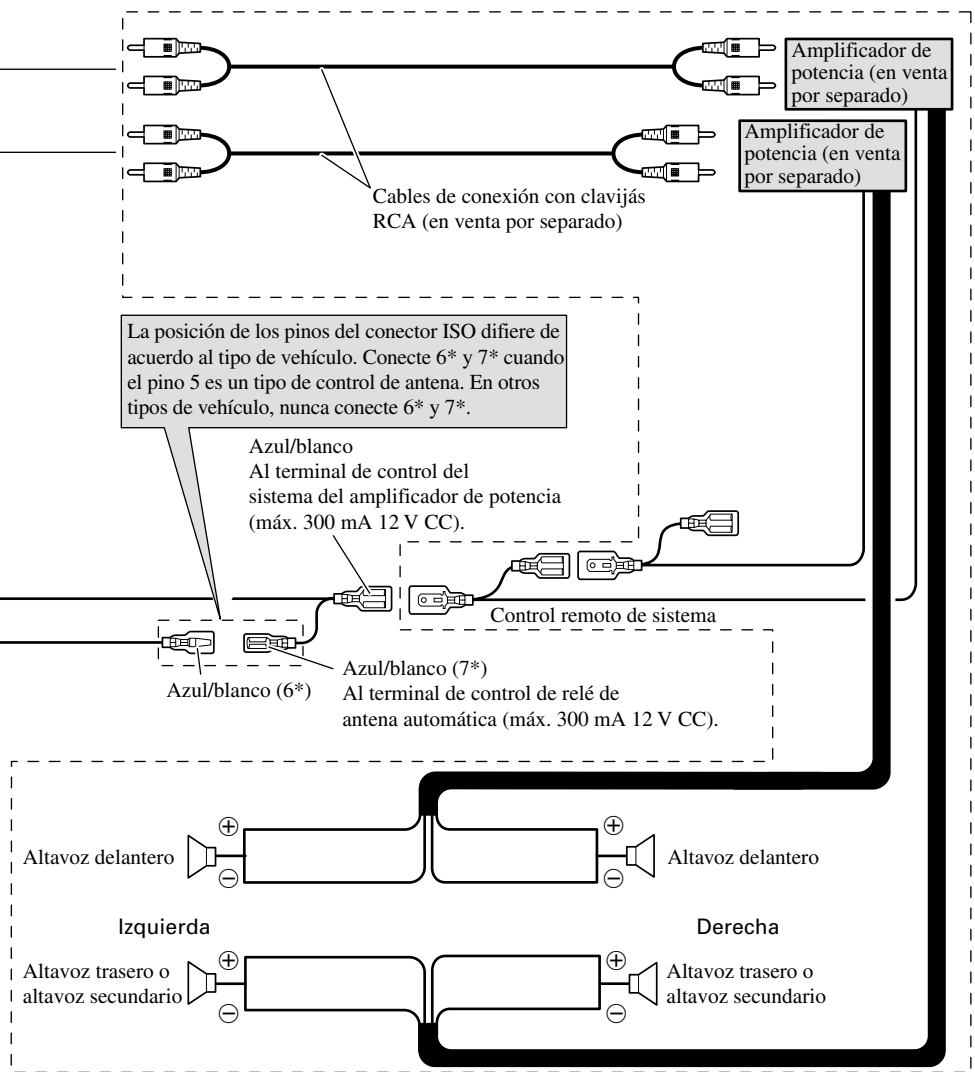 Amplificador de
potencia (en venta
por separado)
Amplificador de
potencia (en venta
por separado)
Cables de conexión con clavijás
RCA (en venta por separado)
La posición de los pinos del conector ISO difiere de
acuerdo al tipo de vehículo. Conecte 6* y 7* cuando
el pino 5 es un tipo de control de antena. En otros
tipos de vehículo, nunca conecte 6* y 7*.
Azul/blanco
Al terminal de control del
sistema del amplificador de potencia
(máx. 300 mA 12 V CC).
Control remoto de sistema
Azul/blanco (6*)
Azul/blanco (7*)
Al terminal de control de relé de
antena automática (máx. 300 mA 12 V CC).
+
+
Altavoz delantero
Altavoz delantero
−
−
Izquierda
Derecha
+
+
Altavoz trasero o
altavoz secundario
Altavoz trasero o
altavoz secundario
−
−